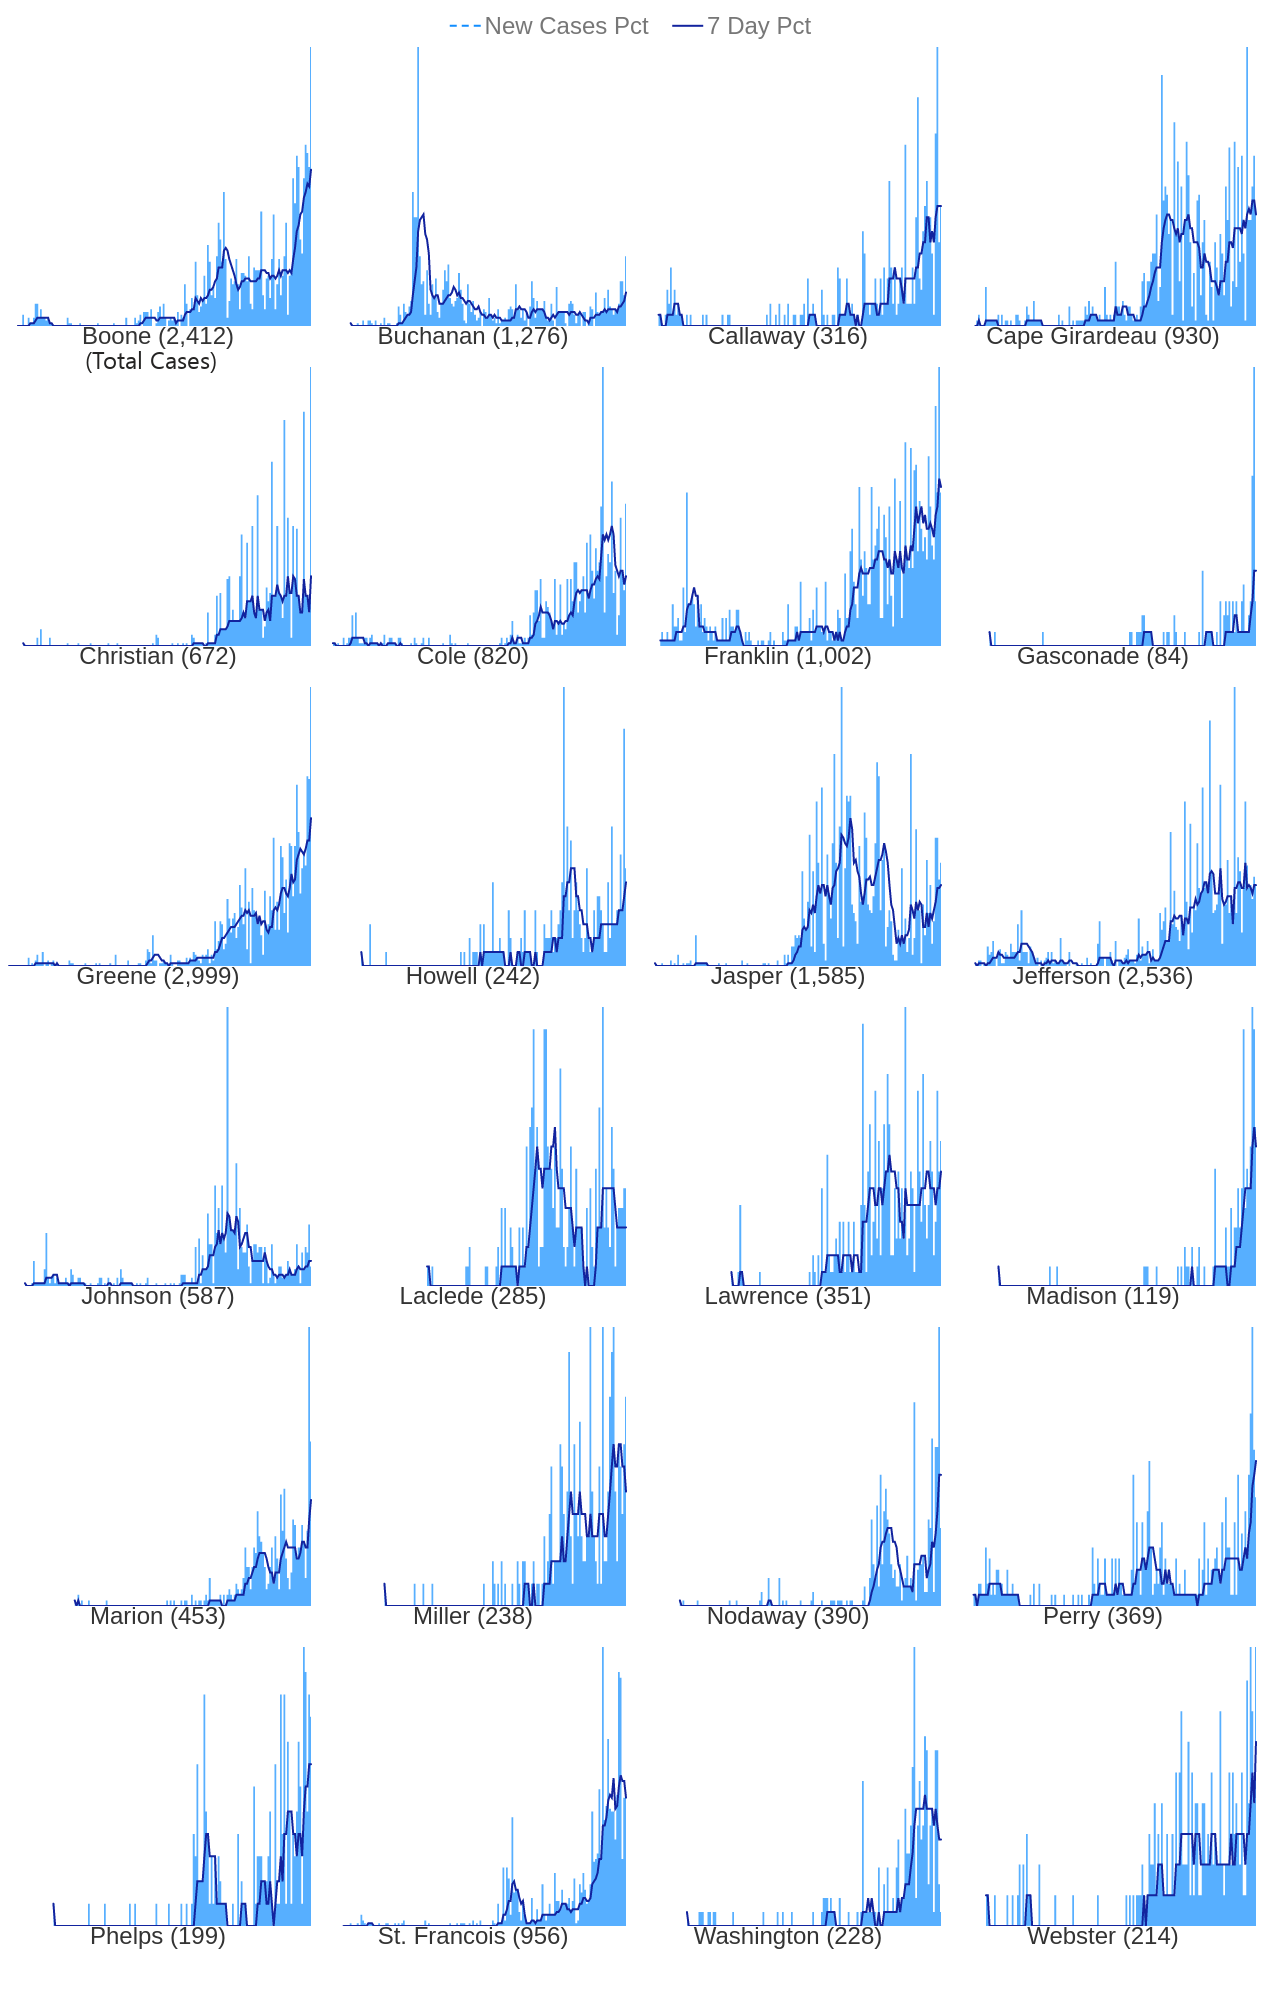 New Cases Pct 7 Day Pct
Boone (2,412) Buchanan (1,276) Callaway (316) Cape Girardeau (930)
(Total Cases)
Christian (672) Cole (820) Franklin (1,002) Gasconade (84)
Greene (2,999) Howell (242) Jasper (1,585) Jefferson (2,536)
Johnson (587) Laclede (285) Lawrence (351) Madison (119)
Marion (453) Miller (238) Nodaway (390) Perry (369)
Phelps (199) St. Francois (956) Washington (228) Webster (214)